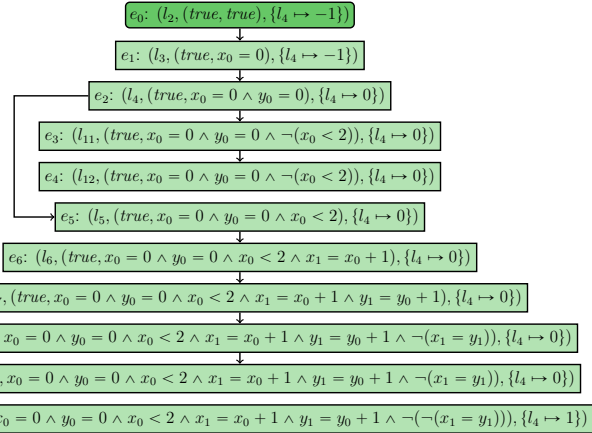 e₀: (l₂, (true, true), {l₄ ↦ −1})
e₁: (l₃, (true, x₀ = 0), {l₄ ↦ −1})
e₂: (l₄, (true, x₀ = 0 ∧ y₀ = 0), {l₄ ↦ 0})
e₃: (l₁₁, (true, x₀ = 0 ∧ y₀ = 0 ∧ ¬(x₀ < 2)), {l₄ ↦ 0})
e₄: (l₁₂, (true, x₀ = 0 ∧ y₀ = 0 ∧ ¬(x₀ < 2)), {l₄ ↦ 0})
e₅: (l₅, (true, x₀ = 0 ∧ y₀ = 0 ∧ x₀ < 2), {l₄ ↦ 0})
e₆: (l₆, (true, x₀ = 0 ∧ y₀ = 0 ∧ x₀ < 2 ∧ x₁ = x₀ + 1), {l₄ ↦ 0})
, (true, x₀ = 0 ∧ y₀ = 0 ∧ x₀ < 2 ∧ x₁ = x₀ + 1 ∧ y₁ = y₀ + 1), {l₄ ↦ 0})
x₀ = 0 ∧ y₀ = 0 ∧ x₀ < 2 ∧ x₁ = x₀ + 1 ∧ y₁ = y₀ + 1 ∧ ¬(x₁ = y₁)), {l₄ ↦ 0})
, x₀ = 0 ∧ y₀ = 0 ∧ x₀ < 2 ∧ x₁ = x₀ + 1 ∧ y₁ = y₀ + 1 ∧ ¬(x₁ = y₁)), {l₄ ↦ 0})
x₀ = 0 ∧ y₀ = 0 ∧ x₀ < 2 ∧ x₁ = x₀ + 1 ∧ y₁ = y₀ + 1 ∧ ¬(¬(x₁ = y₁))), {l₄ ↦ 1})